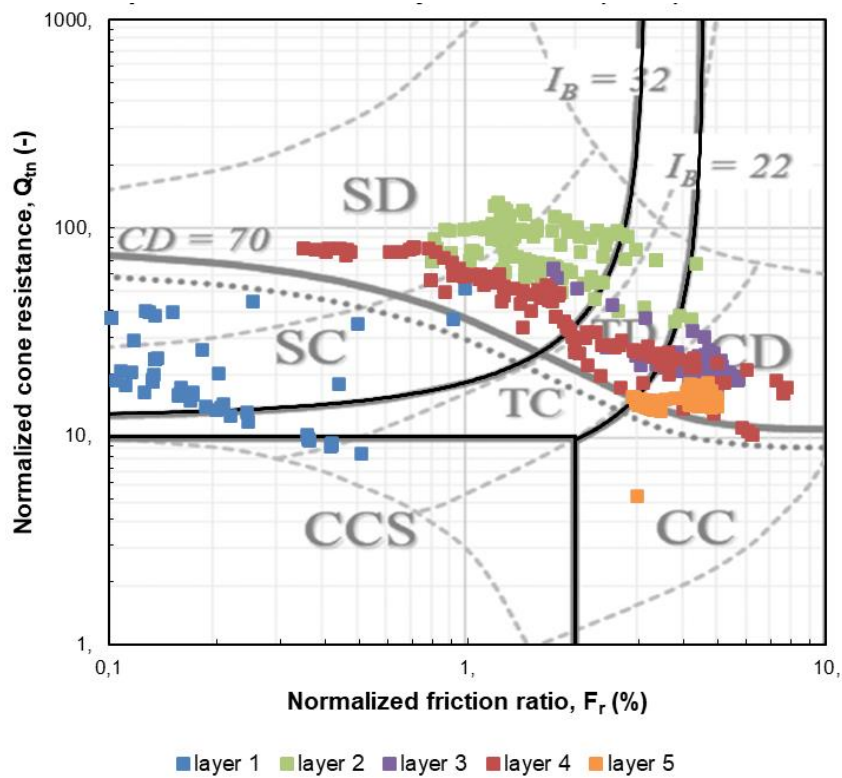 1000,
I_B = 32
I_B = 22
Normalized cone resistance, Q_tn (-)
SD
100,
CD = 70
SC
TD
CD
TC
10,
CCS
CC
1,
0,1
1,
10,
Normalized friction ratio, F_r (%)
layer 1
layer 2
layer 3
layer 4
layer 5